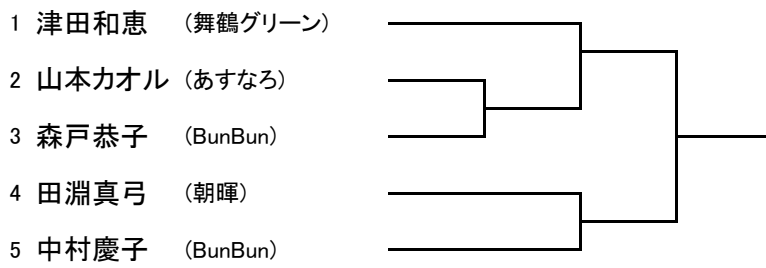 1 津田和恵 (舞鶴グリーン)
2 山本カオル (あすなろ)
3 森戸恭子 (BunBun)
4 田淵真弓 (朝暉)
5 中村慶子 (BunBun)